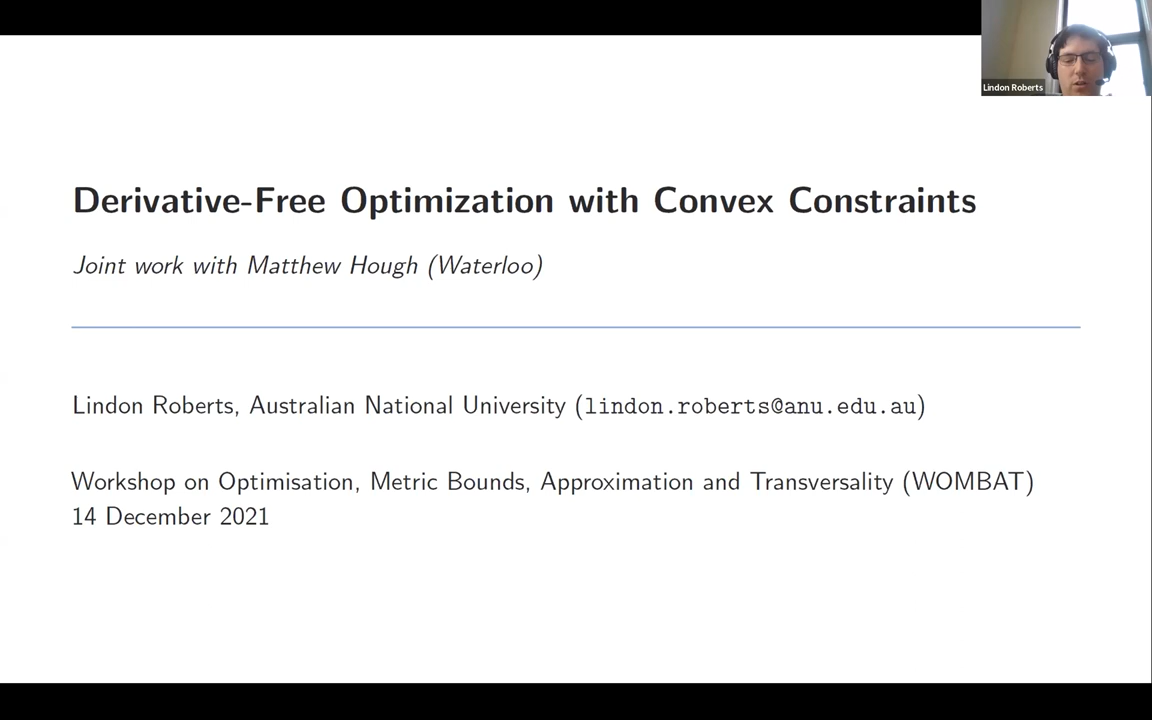 Lindon Roberts
Derivative-Free Optimization with Convex Constraints
Joint work with Matthew Hough (Waterloo)
Lindon Roberts, Australian National University (lindon.roberts@anu.edu.au)
Workshop on Optimisation, Metric Bounds, Approximation and Transversality (WOMBAT)
14 December 2021